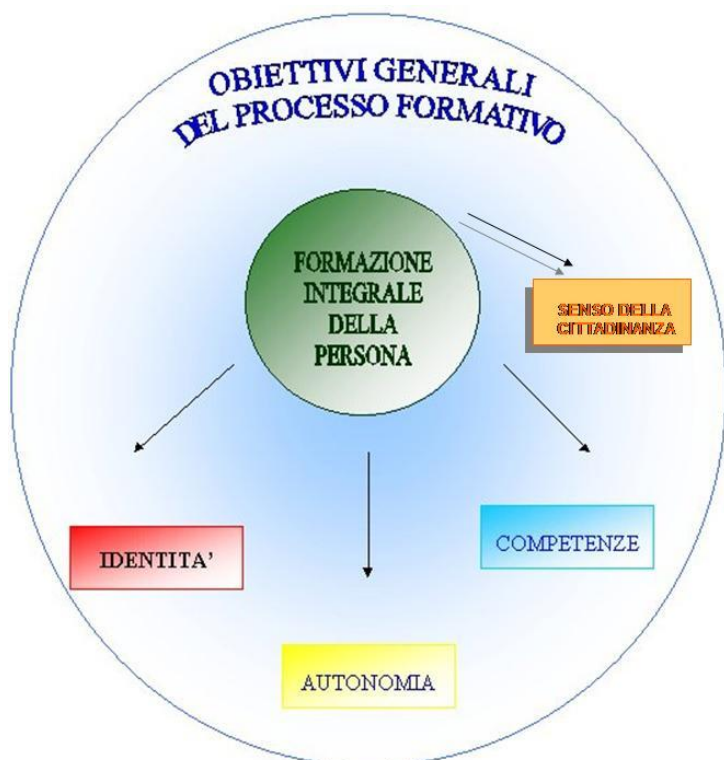 OBIETTIVI GENERALI
DEL PROCESSO FORMATIVO
FORMAZIONE
INTEGRALE
DELLA
PERSONA
SENSO DELLA
CITTADINANZA
IDENTITA’
COMPETENZE
AUTONOMIA